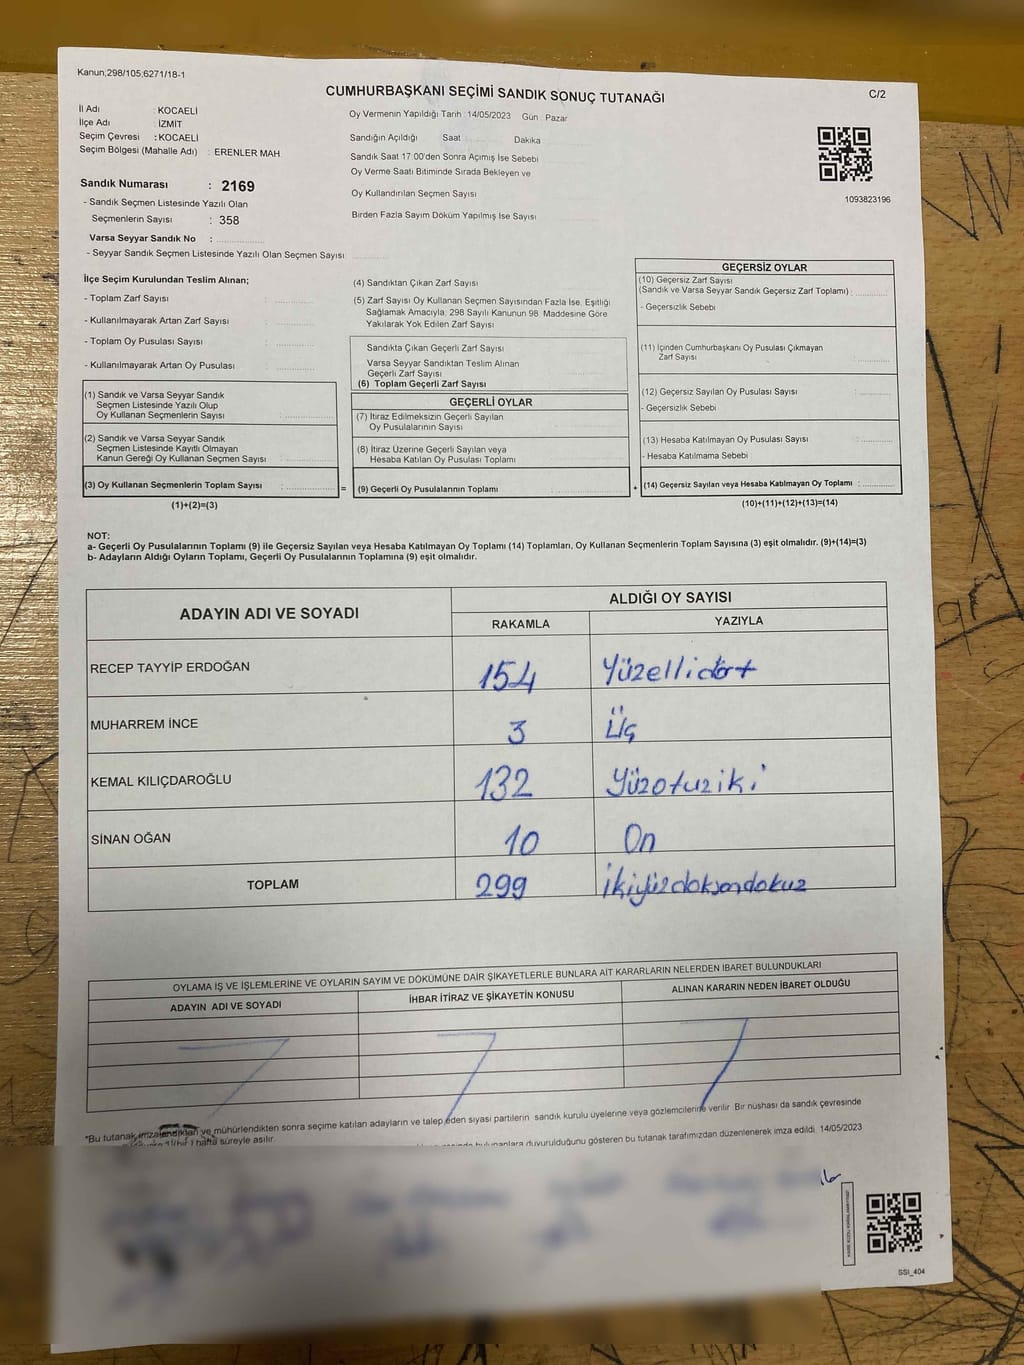 Kanun;298/105;6271/18-1
CUMHURBAŞKANI SEÇİMİ SANDIK SONUÇ TUTANAĞI
C/2
İl Adı : KOCAELİ
İlçe Adı : İZMİT
Seçim Çevresi : KOCAELİ
Seçim Bölgesi (Mahalle Adı) : ERENLER MAH
Sandık Numarası : 2169
- Sandık Seçmen Listesinde Yazılı Olan
Seçmenlerin Sayısı : 358
Varsa Seyyar Sandık No :
- Seyyar Sandık Seçmen Listesinde Yazılı Olan Seçmen Sayısı:
Oy Vermenin Yapıldığı Tarih : 14/05/2023 Gün : Pazar
Sandığın Açıldığı Saat Dakika
Sandık Saat 17:00'den Sonra Açımış İse Sebebi
Oy Verme Saati Bitiminde Sırada Bekleyen ve
Oy Kullandırılan Seçmen Sayısı
Birden Fazla Sayım Döküm Yapılmış İse Sayısı
1093823196
İlçe Seçim Kurulundan Teslim Alınan;
- Toplam Zarf Sayısı :
- Kullanılmayarak Artan Zarf Sayısı :
- Toplam Oy Pusulası Sayısı :
- Kullanılmayarak Artan Oy Pusulası :
(1) Sandık ve Varsa Seyyar Sandık
Seçmen Listesinde Yazılı Olup
Oy Kullanan Seçmenlerin Sayısı :
(2) Sandık ve Varsa Seyyar Sandık
Seçmen Listesinde Kayıtlı Olmayan
Kanun Gereği Oy Kullanan Seçmen Sayısı :
(3) Oy Kullanan Seçmenlerin Toplam Sayısı :
(1)+(2)=(3)
(4) Sandıktan Çıkan Zarf Sayısı
(5) Zarf Sayısı Oy Kullanan Seçmen Sayısından Fazla İse, Eşitliği
Sağlamak Amacıyla, 298 Sayılı Kanunun 98. Maddesine Göre
Yakılarak Yok Edilen Zarf Sayısı
Sandıkta Çıkan Geçerli Zarf Sayısı
Varsa Seyyar Sandıktan Teslim Alınan
Geçerli Zarf Sayısı
(6) Toplam Geçerli Zarf Sayısı
GEÇERLİ OYLAR
(7) İtiraz Edilmeksizin Geçerli Sayılan
Oy Pusulalarının Sayısı
(8) İtiraz Üzerine Geçerli Sayılan veya
Hesaba Katılan Oy Pusulası Toplamı
= (9) Geçerli Oy Pusulalarının Toplamı
GEÇERSİZ OYLAR
(10) Geçersiz Zarf Sayısı
(Sandık ve Varsa Seyyar Sandık Geçersiz Zarf Toplamı) :
- Geçersizlik Sebebi
(11) İçinden Cumhurbaşkanı Oy Pusulası Çıkmayan
Zarf Sayısı :
(12) Geçersiz Sayılan Oy Pusulası Sayısı :
- Geçersizlik Sebebi
(13) Hesaba Katılmayan Oy Pusulası Sayısı :
- Hesaba Katılmama Sebebi
+ (14) Geçersiz Sayılan veya Hesaba Katılmayan Oy Toplamı :
(10)+(11)+(12)+(13)=(14)
NOT:
a- Geçerli Oy Pusulalarının Toplamı (9) ile Geçersiz Sayılan veya Hesaba Katılmayan Oy Toplamı (14) Toplamları, Oy Kullanan Seçmenlerin Toplam Sayısına (3) eşit olmalıdır. (9)+(14)=(3)
b- Adayların Aldığı Oyların Toplamı, Geçerli Oy Pusulalarının Toplamına (9) eşit olmalıdır.
ADAYIN ADI VE SOYADI ALDIĞI OY SAYISI
RAKAMLA YAZIYLA
RECEP TAYYİP ERDOĞAN 154 Yüzellidört
MUHARREM İNCE 3 Üç
KEMAL KILIÇDAROĞLU 132 Yüzotuziki
SİNAN OĞAN 10 On
TOPLAM 299 İkiyüzdoksandokuz
OYLAMA İŞ VE İŞLEMLERİNE VE OYLARIN SAYIM VE DÖKÜMÜNE DAİR ŞİKAYETLERLE BUNLARA AİT KARARLARIN NELERDEN İBARET BULUNDUKLARI
ADAYIN ADI VE SOYADI İHBAR İTİRAZ VE ŞİKAYETİN KONUSU ALINAN KARARIN NEDEN İBARET OLDUĞU
*Bu tutanak imzalandıktan ve mühürlendikten sonra seçime katılan adayların ve talep eden siyasi partilerin sandık kurulu üyelerine veya gözlemcilerine verilir. Bir nüshası da sandık çevresinde
hafta süreyle asılır.
bulunanlara duyurulduğunu gösteren bu tutanak tarafımızdan düzenlenerek imza edildi. 14/05/2023
SSI_404